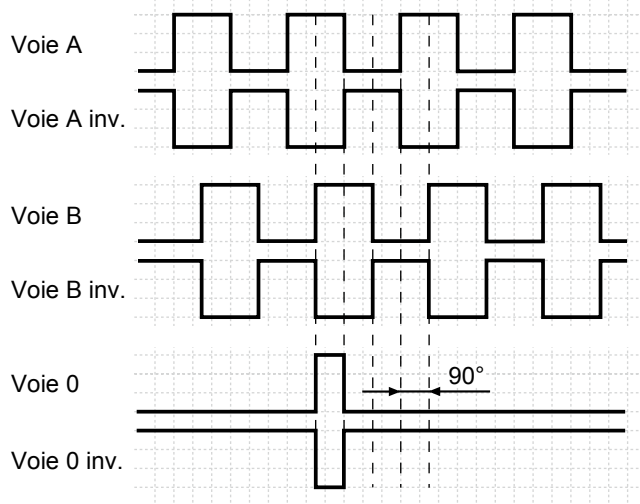 Voie A
Voie A inv.
Voie B
Voie B inv.
Voie 0
90°
Voie 0 inv.